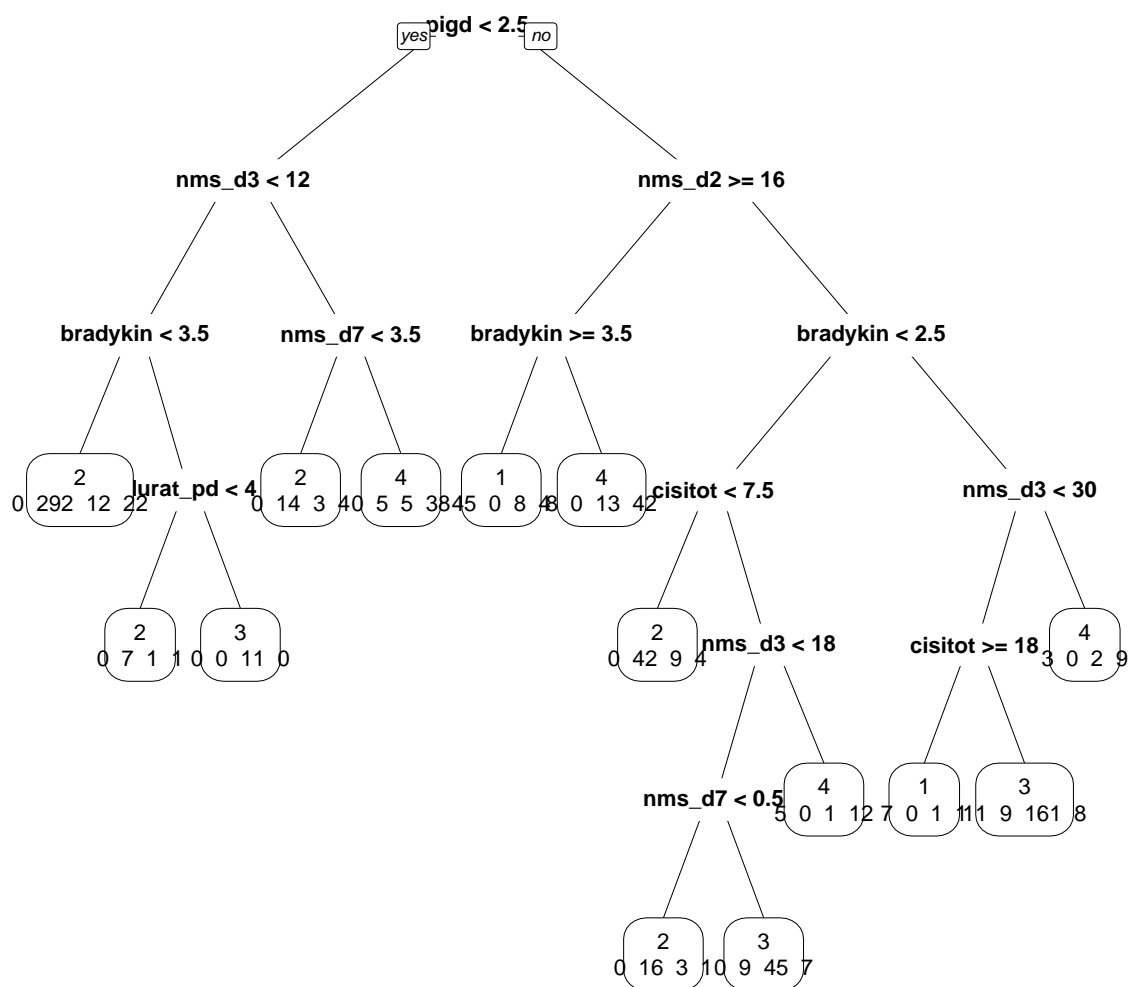 _pigd < 2.5
yes no
nms_d3 < 12
nms_d2 >= 16
bradykin < 3.5
nms_d7 < 3.5
bradykin >= 3.5
bradykin < 2.5
2
0 292 12 22
lurat_pd < 4
2
0 14 3 4
4
0 5 5 38
1
45 0 8 4
4
8 0 13 42
cisitot < 7.5
nms_d3 < 30
2
0 7 1 1
3
0 0 11 0
2
0 42 9 4
nms_d3 < 18
cisitot >= 18
4
3 0 2 9
nms_d7 < 0.5
4
5 0 1 12
1
7 0 1 1
3
11 9 161 8
2
0 16 3 1
3
0 9 45 7